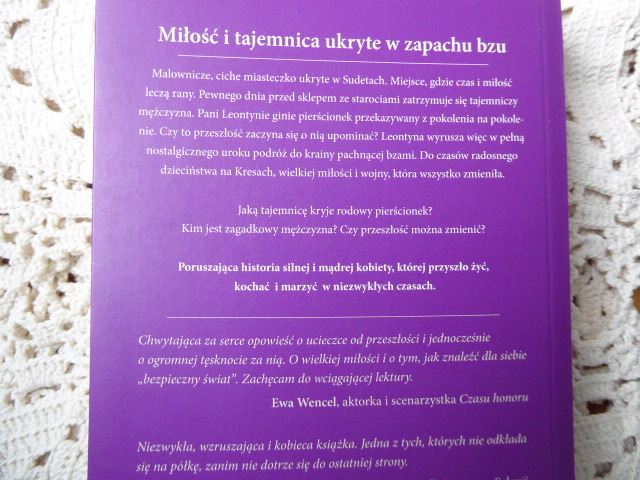 Miłość i tajemnica ukryte w zapachu bzu
Malownicze, ciche miasteczko ukryte w Sudetach. Miejsce, gdzie czas i miłość
leczą rany. Pewnego dnia przed sklepem ze starociami zatrzymuje się tajemniczy
mężczyzna. Pani Leontynie ginie pierścionek przekazywany z pokolenia na pokole-
nie. Czy to przeszłość zaczyna się o nią upominać? Leontyna wyrusza więc w pełną
nostalgicznego uroku podróż do krainy pachnącej bzami. Do czasów radosnego
dzieciństwa na Kresach, wielkiej miłości i wojny, która wszystko zmieniła.
Jaką tajemnicę kryje rodowy pierścionek?
Kim jest zagadkowy mężczyzna? Czy przeszłość można zmienić?
Poruszająca historia silnej i mądrej kobiety, której przyszło żyć,
kochać i marzyć w niezwykłych czasach.
Chwytająca za serce opowieść o ucieczce od przeszłości i jednocześnie
o ogromnej tęsknocie za nią. O wielkiej miłości i o tym, jak znaleźć dla siebie
„bezpieczny świat”. Zachęcam do wciągającej lektury.
Ewa Wencel, aktorka i scenarzystka Czasu honoru
Niezwykła, wzruszająca i kobieca książka. Jedna z tych, których nie odkłada
się na półkę, zanim nie dotrze się do ostatniej strony.